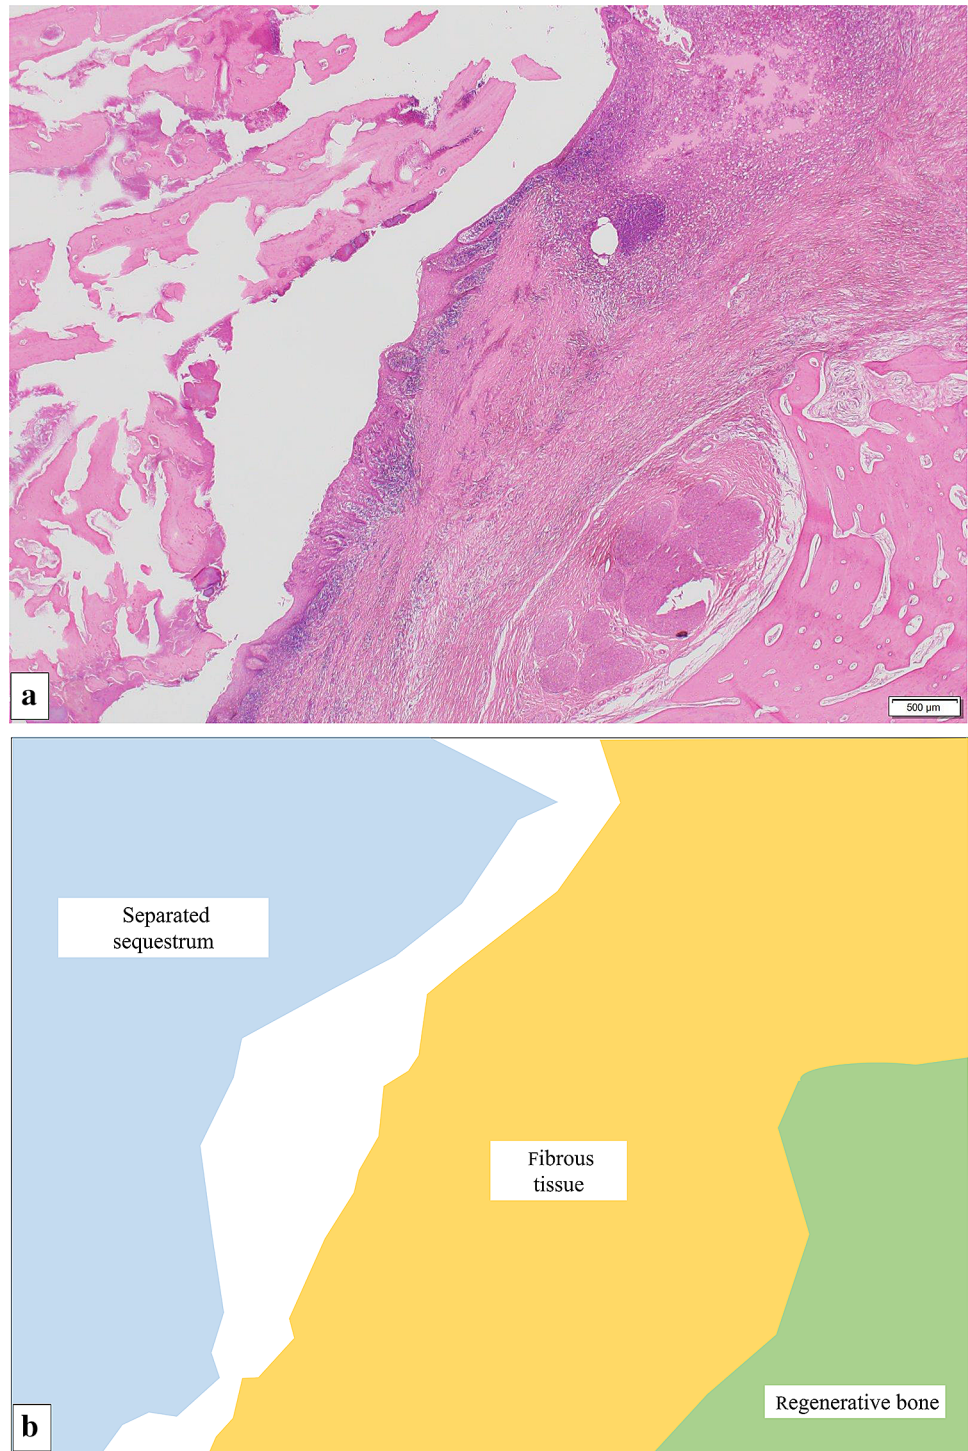 a
500 µm
Separated
sequestrum
Fibrous
tissue
Regenerative bone
b